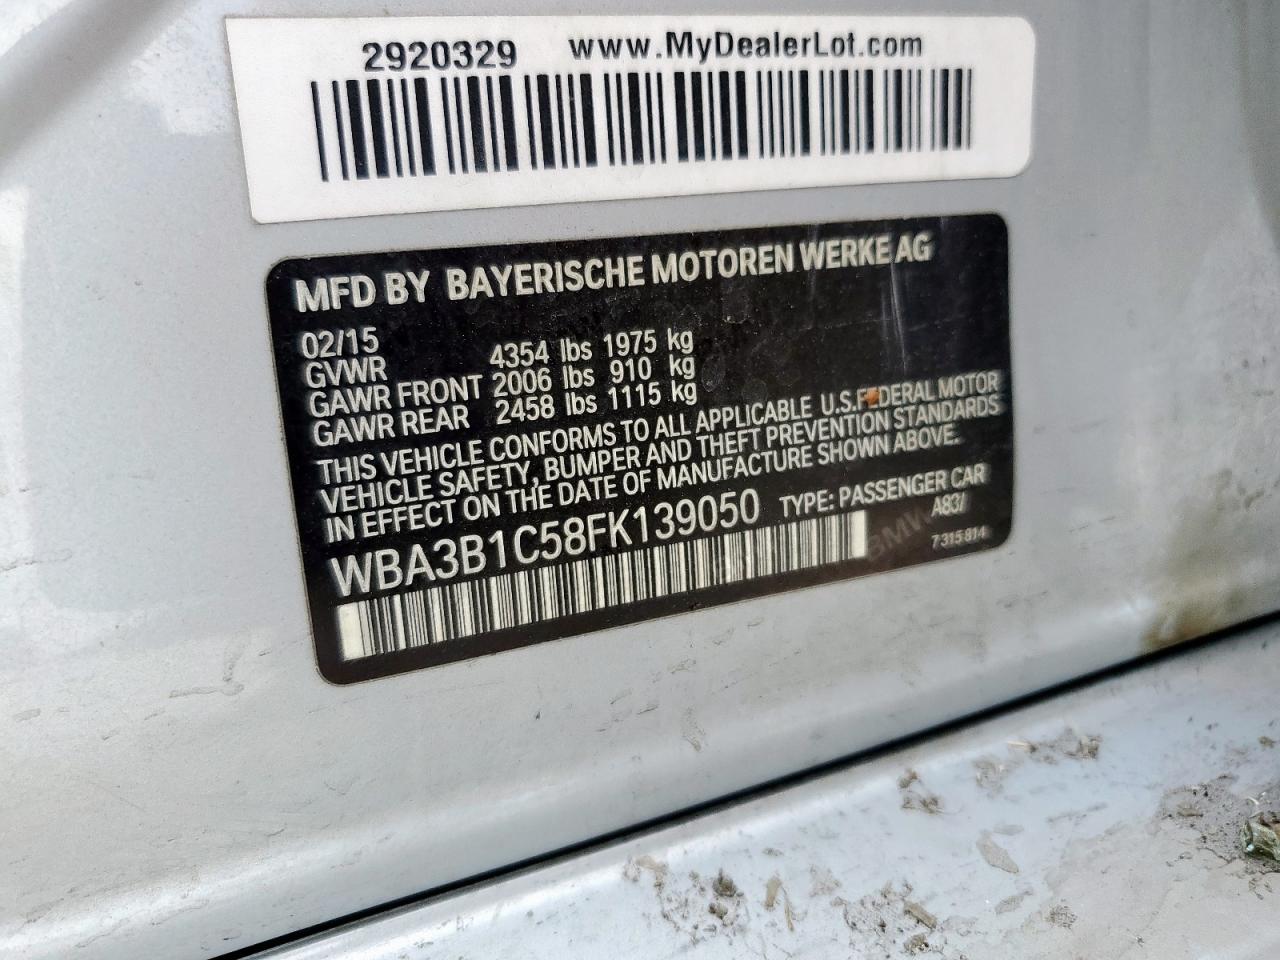 2920329 www.MyDealerLot.com
MFD BY BAYERISCHE MOTOREN WERKE AG
02/15
GVWR 4354 lbs 1975 kg
GAWR FRONT 2006 lbs 910 kg
GAWR REAR 2458 lbs 1115 kg
THIS VEHICLE CONFORMS TO ALL APPLICABLE U.S.FEDERAL MOTOR
VEHICLE SAFETY, BUMPER AND THEFT PREVENTION STANDARDS
IN EFFECT ON THE DATE OF MANUFACTURE SHOWN ABOVE.
WBA3B1C58FK139050 TYPE: PASSENGER CAR
A83/
BMW
7315814